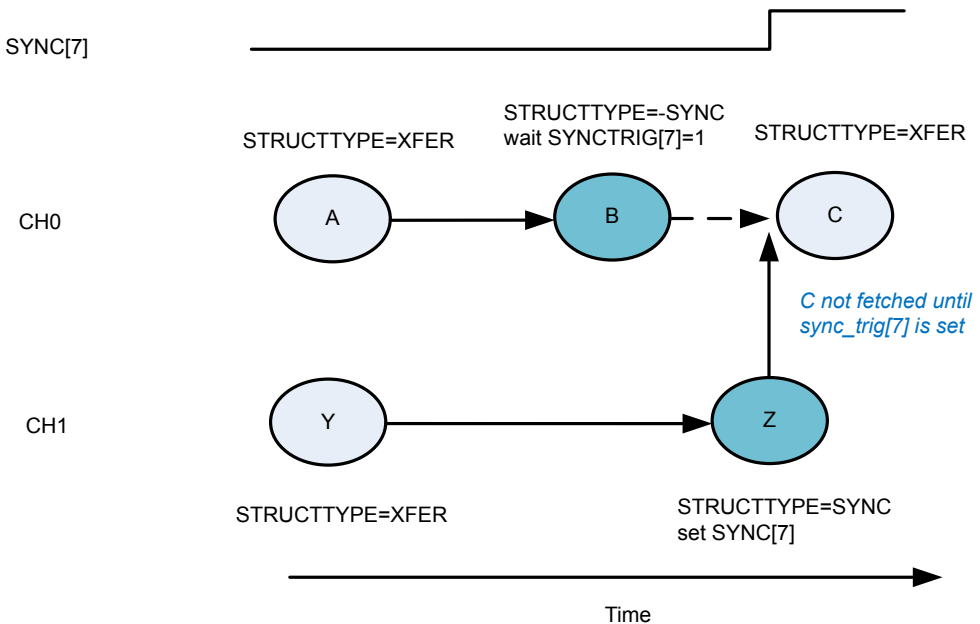 SYNC[7]
STRUCTTYPE=XFER
STRUCTTYPE=-SYNC
wait SYNCTRIG[7]=1
STRUCTTYPE=XFER
CH0
A
B
C
C not fetched until
sync_trig[7] is set
CH1
Y
Z
STRUCTTYPE=XFER
STRUCTTYPE=SYNC
set SYNC[7]
Time